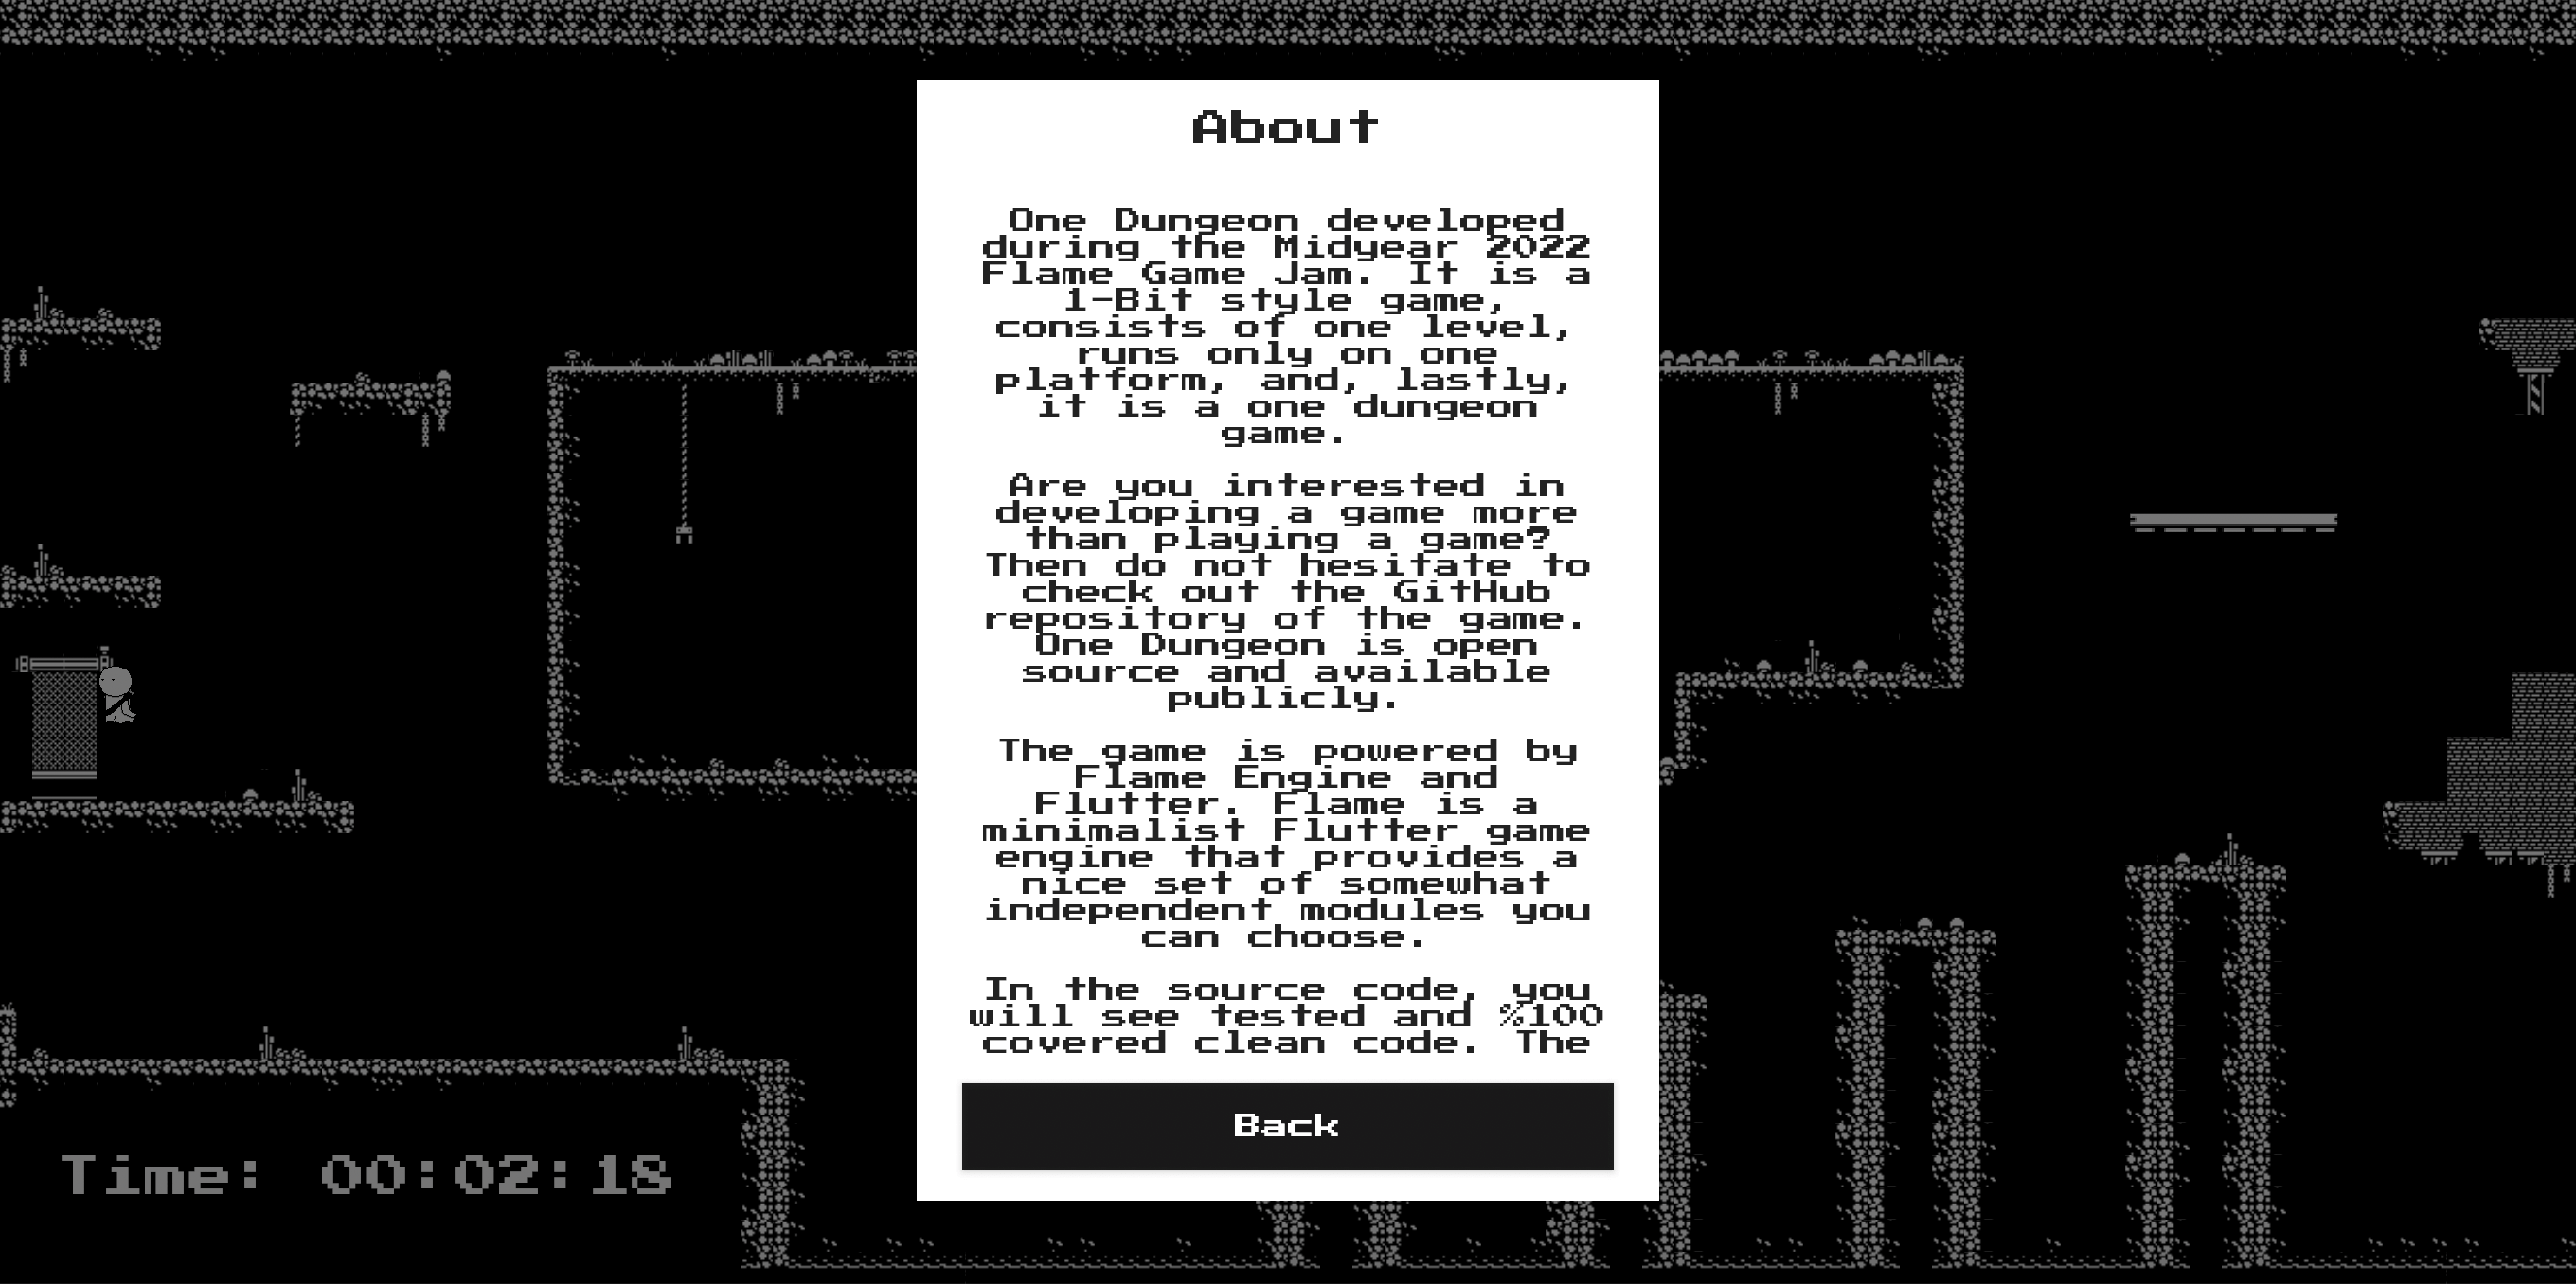 About
One Dungeon developed
during the Midyear 2022
Flame Game Jam. It is a
1-Bit style game,
consists of one level,
runs only on one
platform, and, lastly,
it is a one dungeon
game.
Are you interested in
developing a game more
than playing a game?
Then do not hesitate to
check out the GitHub
repository of the game.
One Dungeon is open
source and available
publicly.
The game is powered by
Flame Engine and
Flutter. Flame is a
minimalist Flutter game
engine that provides a
nice set of somewhat
independent modules you
can choose.
In the source code, you
will see tested and %100
covered clean code. The
Back
Time: 00:02:18